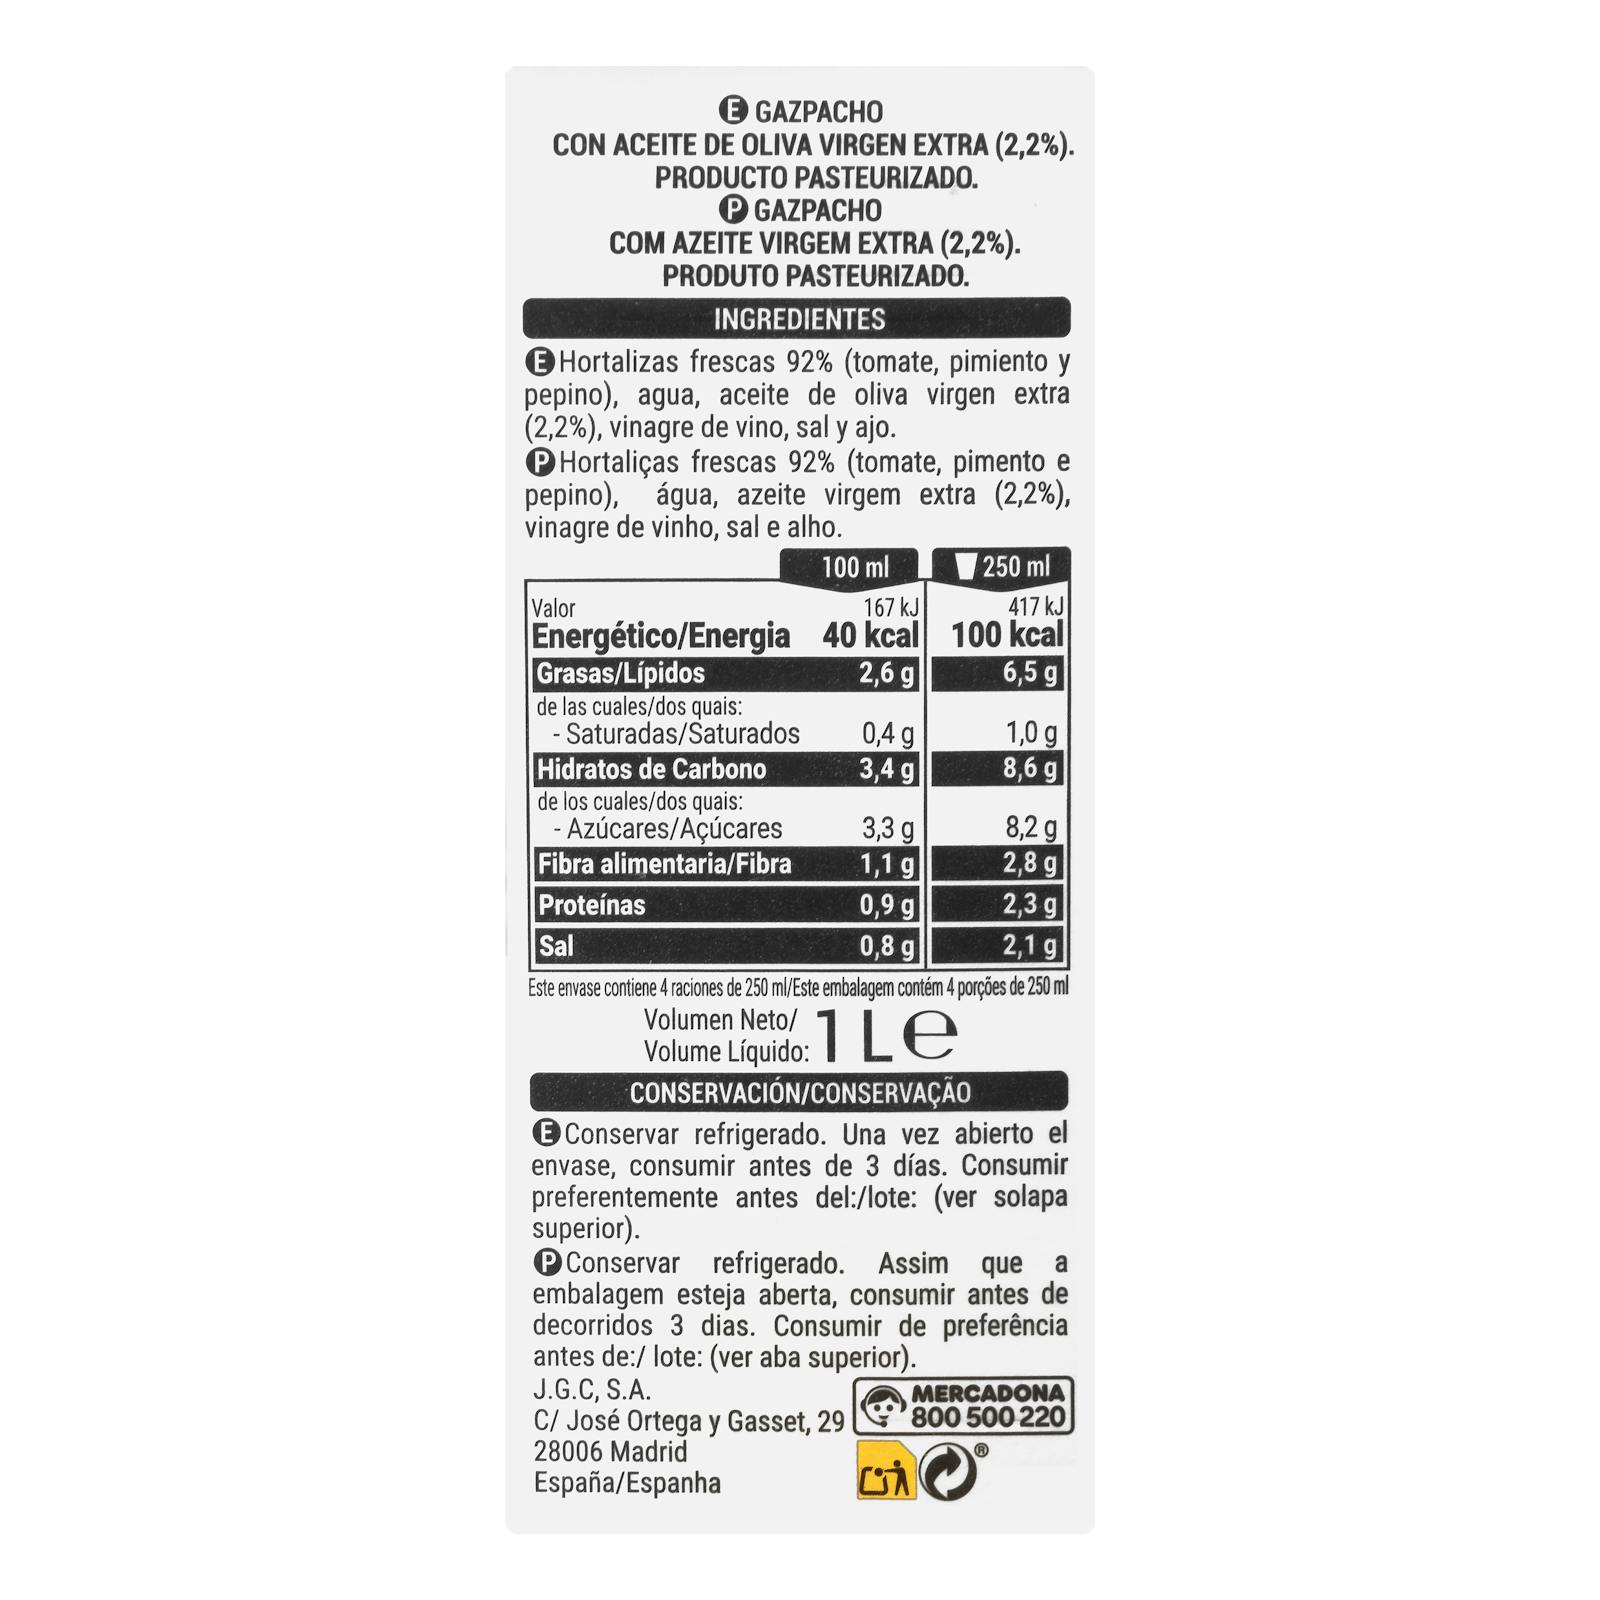 E GAZPACHO
CON ACEITE DE OLIVA VIRGEN EXTRA (2,2%).
PRODUCTO PASTEURIZADO.
P GAZPACHO
COM AZEITE VIRGEM EXTRA (2,2%).
PRODUTO PASTEURIZADO.
INGREDIENTES
E Hortalizas frescas 92% (tomate, pimiento y
pepino), agua, aceite de oliva virgen extra
(2,2%), vinagre de vino, sal y ajo.
P Hortaliças frescas 92% (tomate, pimento e
pepino), água, azeite virgem extra (2,2%),
vinagre de vinho, sal e alho.
100 ml 250 ml
Valor 167 kJ 417 kJ
Energético/Energia 40 kcal 100 kcal
Grasas/Lípidos 2,6 g 6,5 g
de las cuales/dos quais:
- Saturadas/Saturados 0,4 g 1,0 g
Hidratos de Carbono 3,4 g 8,6 g
de los cuales/dos quais:
- Azúcares/Açúcares 3,3 g 8,2 g
Fibra alimentaria/Fibra 1,1 g 2,8 g
Proteínas 0,9 g 2,3 g
Sal 0,8 g 2,1 g
Este envase contiene 4 raciones de 250 ml/Este embalagem contém 4 porções de 250 ml
Volumen Neto/
Volume Líquido: 1 L e
CONSERVACIÓN/CONSERVAÇÃO
E Conservar refrigerado. Una vez abierto el
envase, consumir antes de 3 días. Consumir
preferentemente antes del:/lote: (ver solapa
superior).
P Conservar refrigerado. Assim que a
embalagem esteja aberta, consumir antes de
decorridos 3 dias. Consumir de preferência
antes de:/ lote: (ver aba superior).
J.G.C, S.A.
C/ José Ortega y Gasset, 29
28006 Madrid
España/Espanha
MERCADONA
800 500 220
®